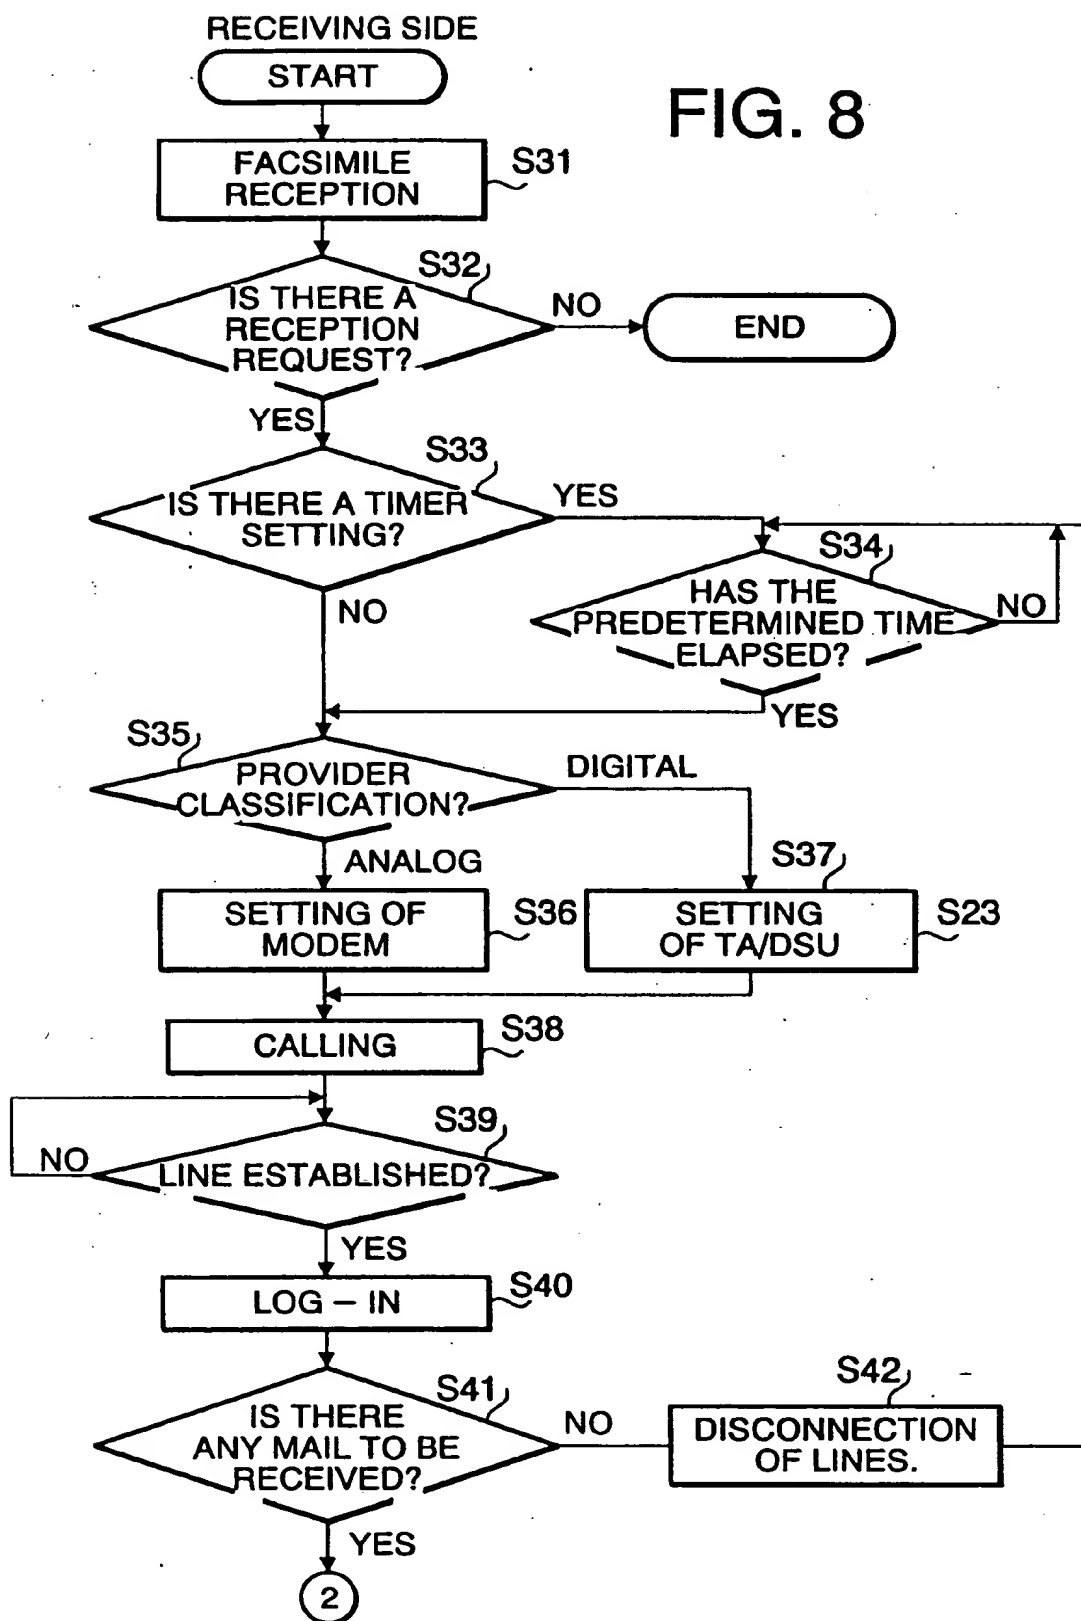 RECEIVING SIDE
START
FIG. 8
FACSIMILE
RECEPTION
S31
S32
IS THERE A
RECEPTION
REQUEST?
NO
END
YES
S33
IS THERE A TIMER
SETTING?
YES
NO
S34
HAS THE
PREDETERMINED TIME
ELAPSED?
NO
YES
S35
PROVIDER
CLASSIFICATION?
DIGITAL
ANALOG
SETTING OF
MODEM
S36
S37
SETTING
OF TA/DSU
S23
CALLING
S38
S39
LINE ESTABLISHED?
NO
YES
LOG – IN
S40
S41
IS THERE
ANY MAIL TO BE
RECEIVED?
NO
S42
DISCONNECTION
OF LINES.
YES
2